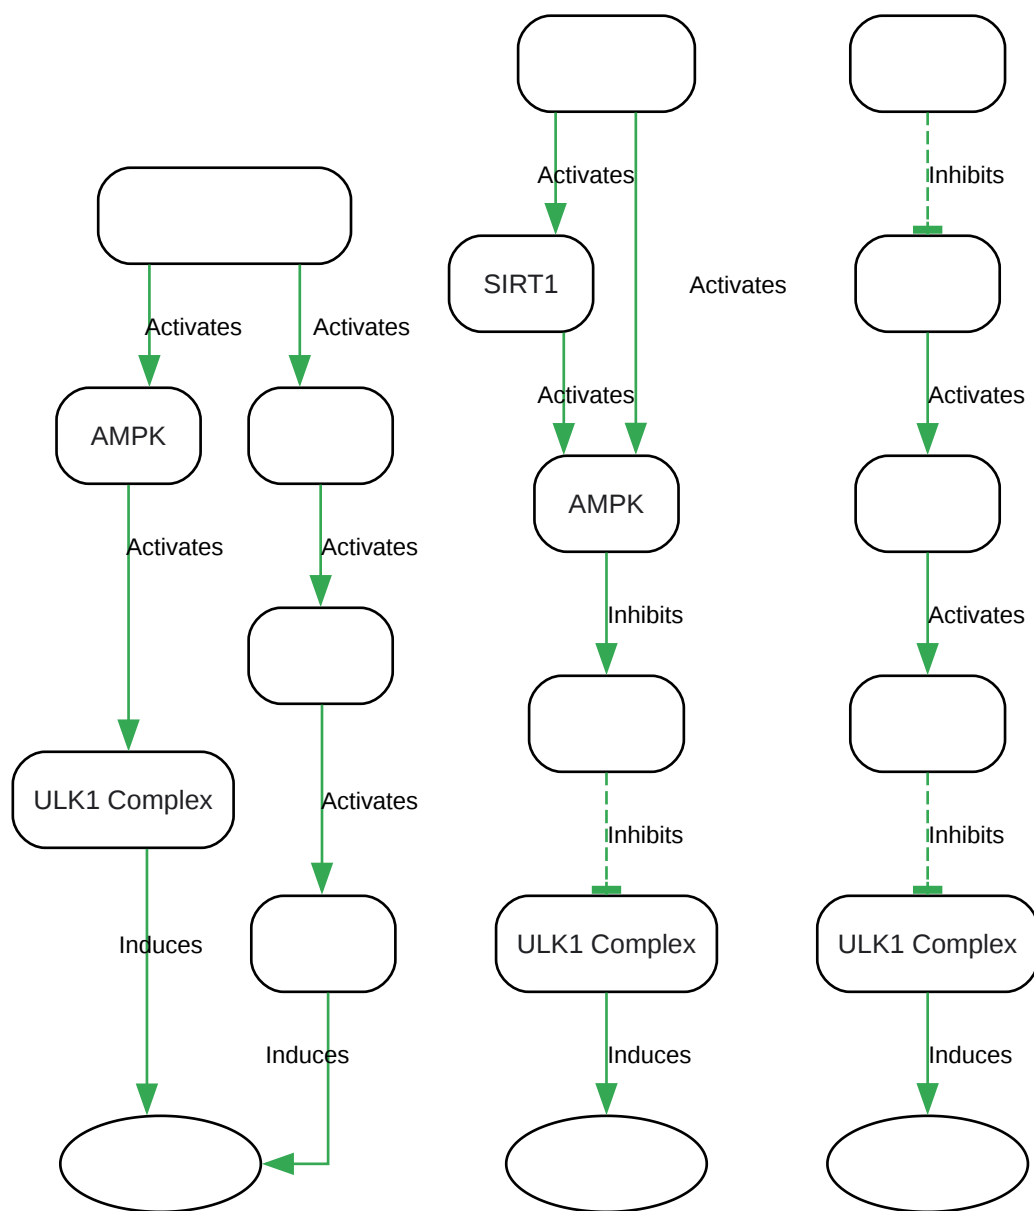 Activates
Inhibits
SIRT1
Activates
Activates
Activates
Activates
Activates
AMPK
AMPK
Activates
Activates
Inhibits
Activates
ULK1 Complex
Activates
Inhibits
Inhibits
Induces
ULK1 Complex
ULK1 Complex
Induces
Induces
Induces